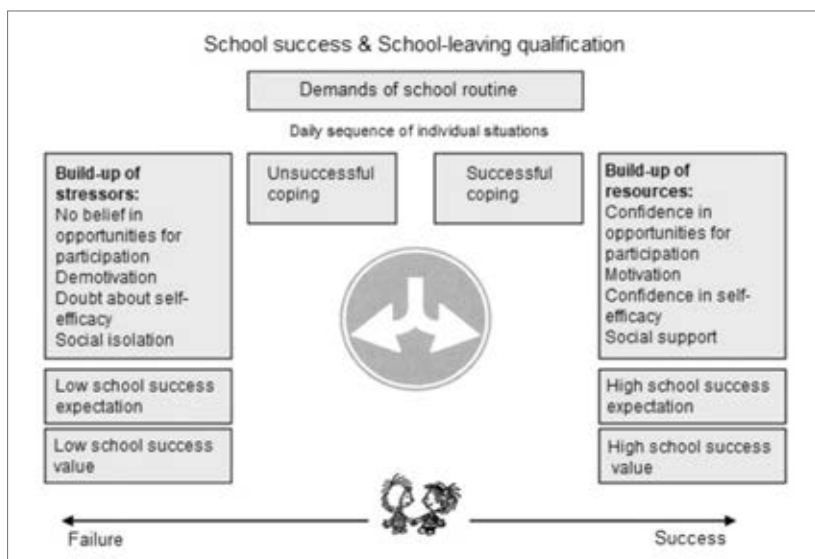 School success & School-leaving qualification
Demands of school routine
Daily sequence of individual situations
Build-up of
stressors:
No belief in
opportunities for
participation
Demotivation
Doubt about self-
efficacy
Social isolation
Unsuccessful
coping
Successful
coping
Build-up of
resources:
Confidence in
opportunities for
participation
Motivation
Confidence in self-
efficacy
Social support
Low school success
expectation
High school success
expectation
Low school success
value
High school success
value
Failure
Success